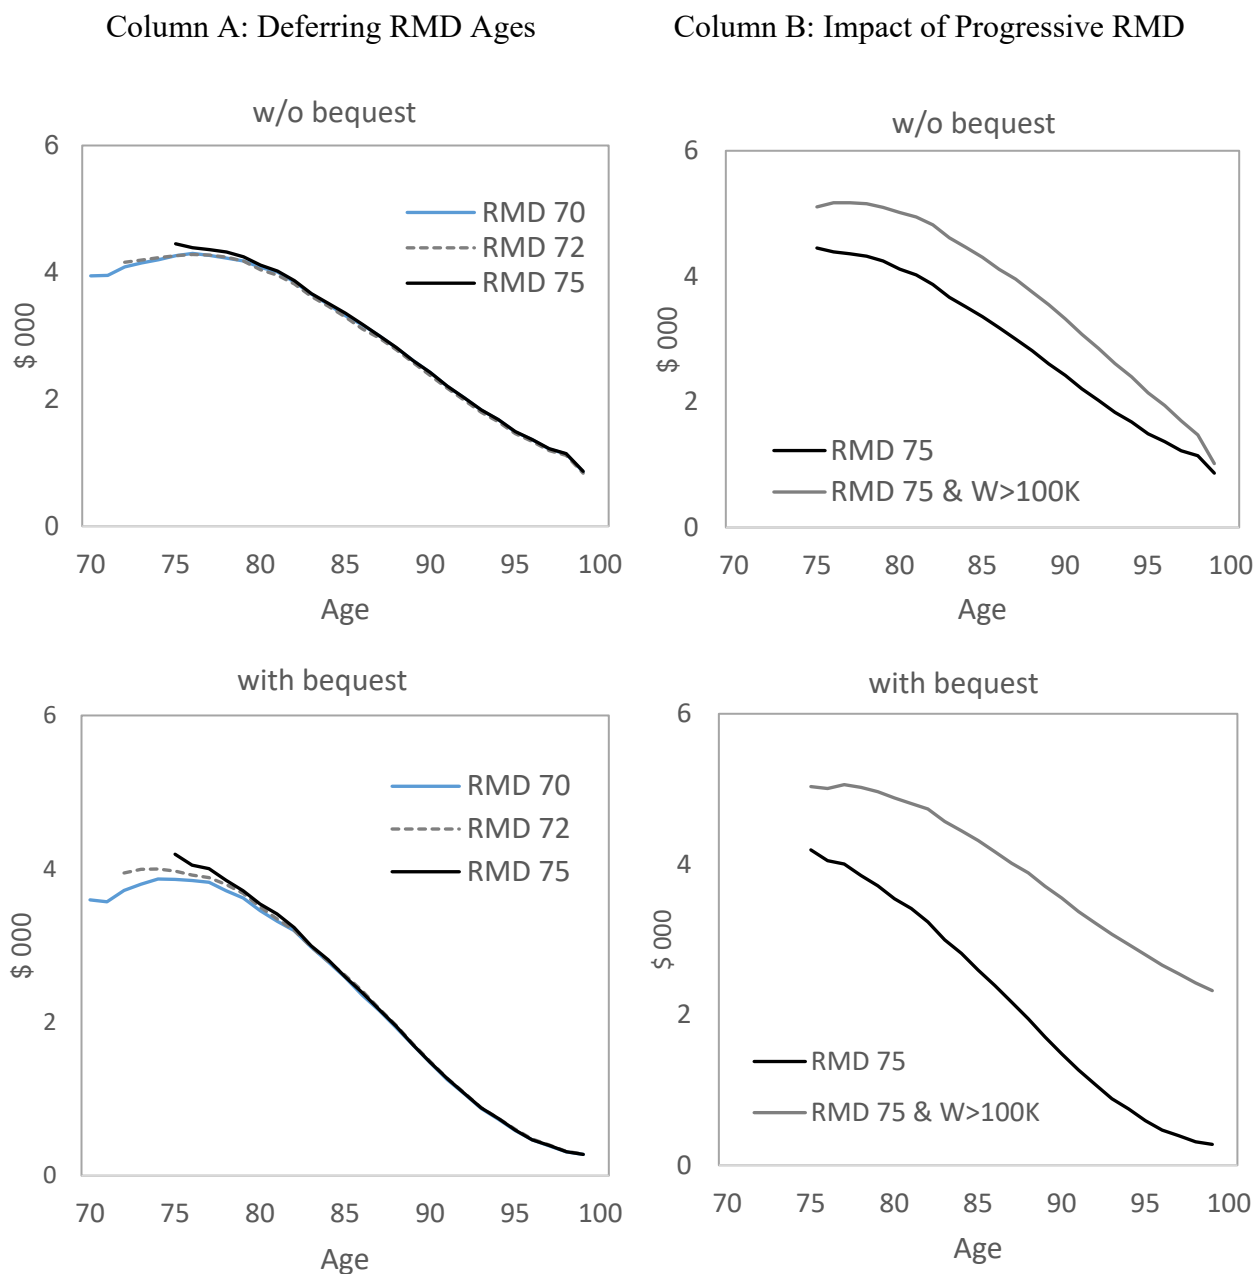 Column A: Deferring RMD Ages
Column B: Impact of Progressive RMD
w/o bequest
6
4
2
0
$ 000
RMD 70
RMD 72
RMD 75
70 75 80 85 90 95 100
Age
w/o bequest
6
4
2
0
$ 000
RMD 75
RMD 75 & W>100K
70 75 80 85 90 95 100
Age
with bequest
6
4
2
0
$ 000
RMD 70
RMD 72
RMD 75
70 75 80 85 90 95 100
Age
with bequest
6
4
2
0
$ 000
RMD 75
RMD 75 & W>100K
70 75 80 85 90 95 100
Age